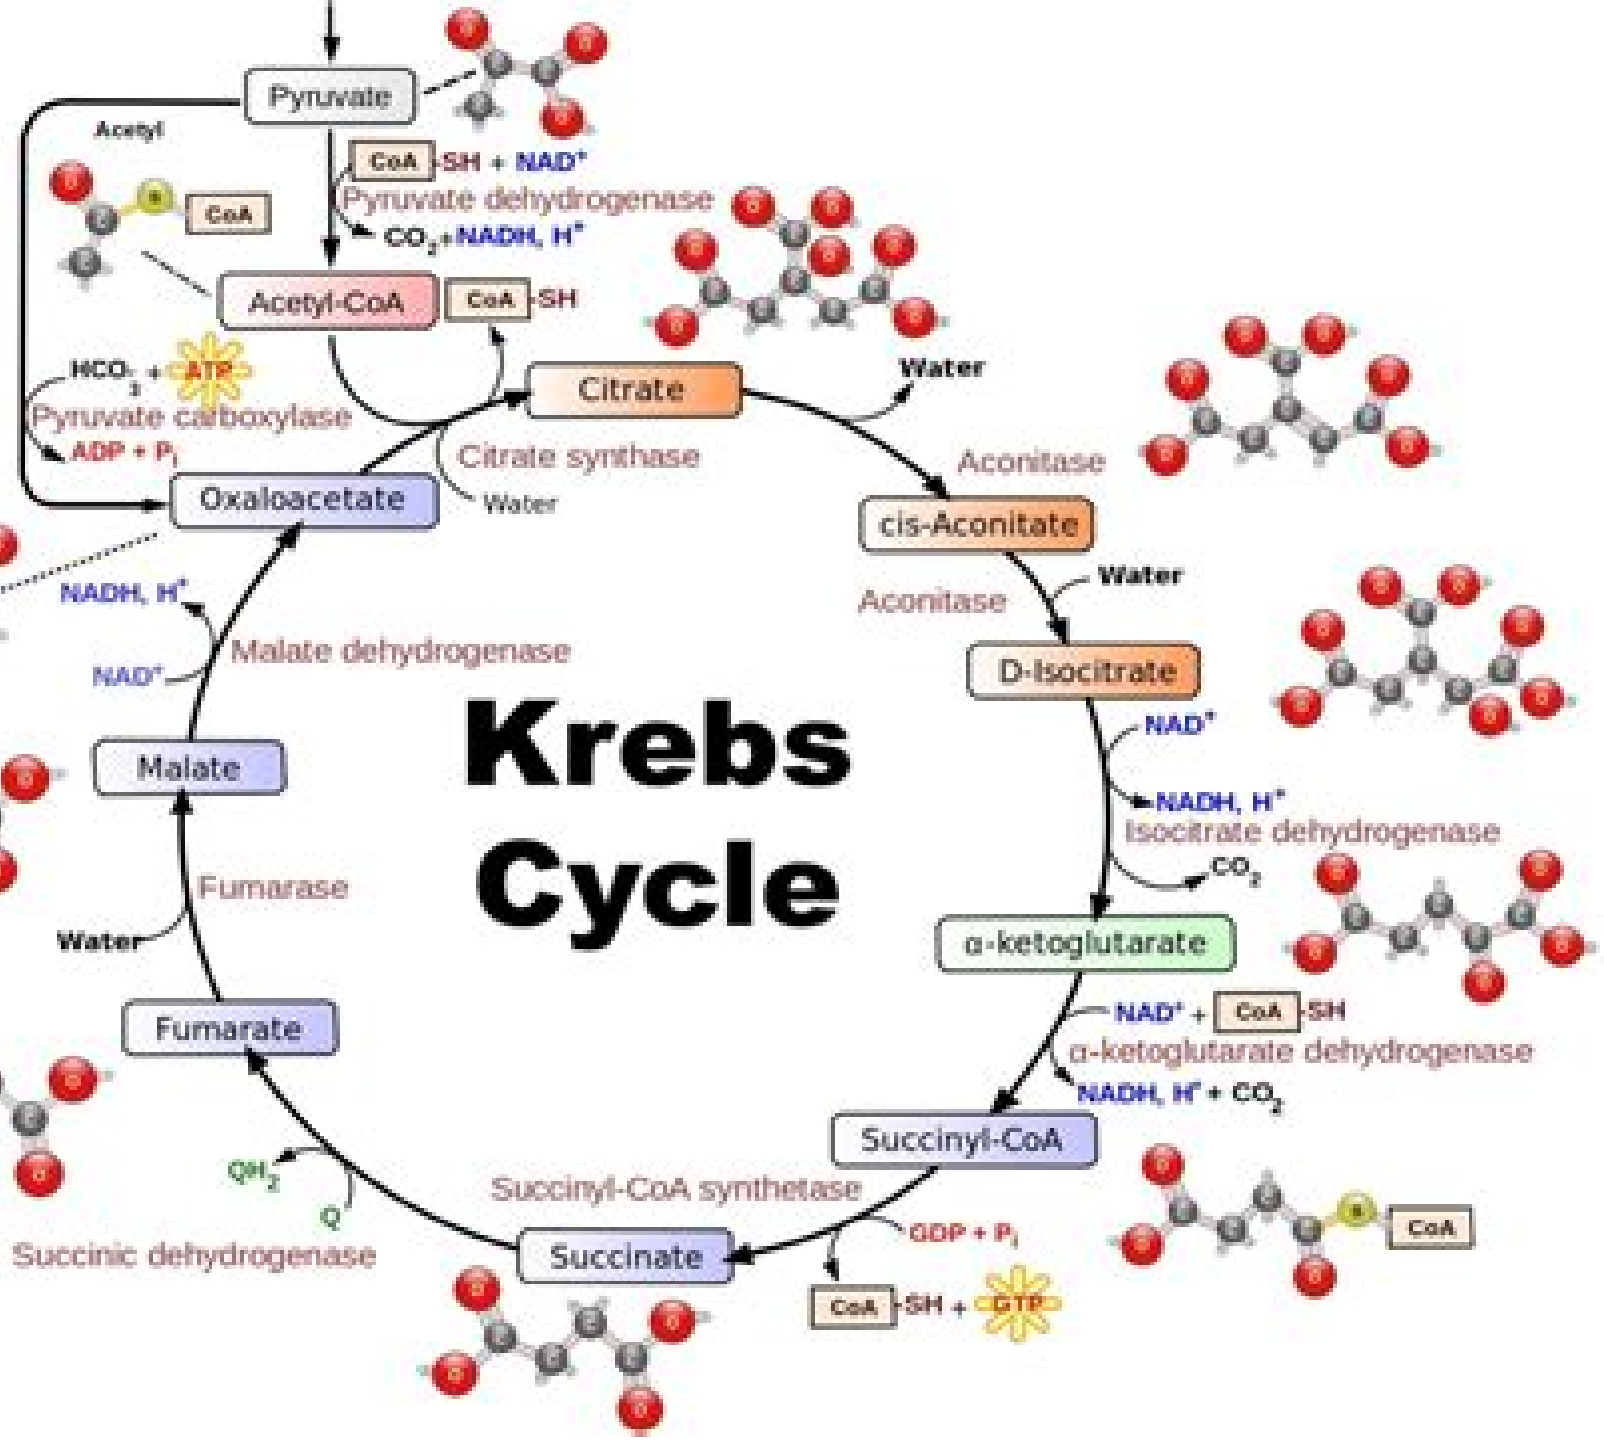 Pyruvate
Acetyl
CoA -SH + NAD⁺
Pyruvate dehydrogenase
CO₂+NADH, H⁺
CoA
Acetyl-CoA
CoA -SH
HCO₃⁻ + ATP
Pyruvate carboxylase
ADP + Pᵢ
Citrate
Water
Citrate synthase
Water
Oxaloacetate
Aconitase
cis-Aconitate
Aconitase
Water
D-Isocitrate
NADH, H⁺
NAD⁺
Malate dehydrogenase
Krebs
Cycle
NAD⁺
NADH, H⁺
Isocitrate dehydrogenase
CO₂
Malate
Fumarase
Water
α-ketoglutarate
NAD⁺ + CoA -SH
α-ketoglutarate dehydrogenase
NADH, H⁺ + CO₂
Fumarate
Succinyl-CoA
CoA
QH₂
Q
Succinic dehydrogenase
Succinyl-CoA synthetase
GDP + Pᵢ
Succinate
CoA -SH + GTP